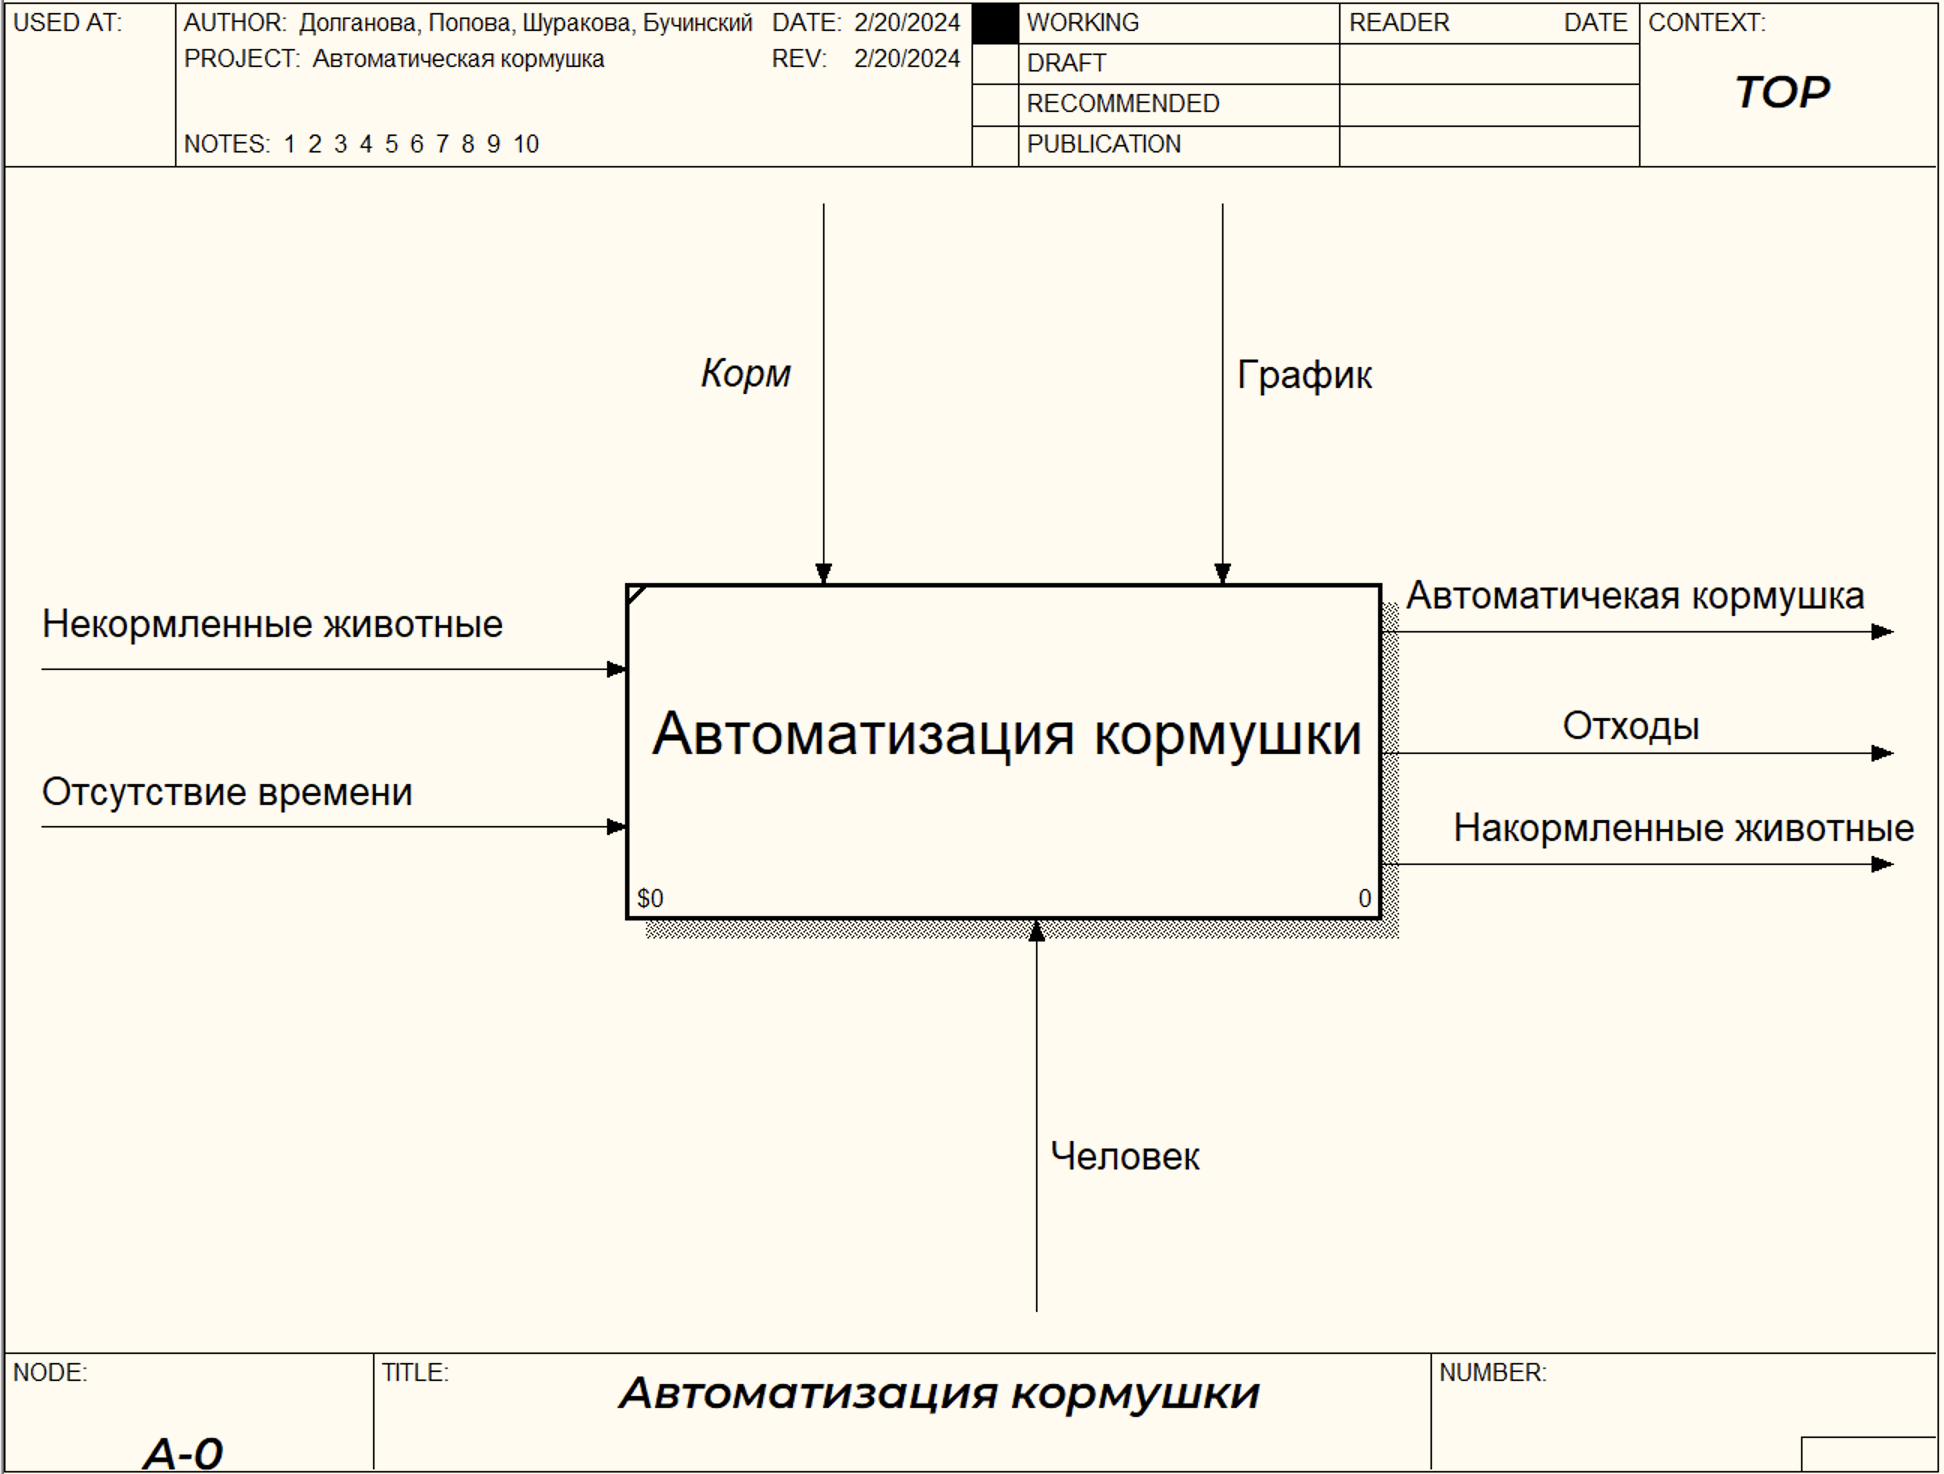 USED AT:
AUTHOR: Долганова, Попова, Шуракова, Бучинский
DATE: 2/20/2024
PROJECT: Автоматическая кормушка
REV: 2/20/2024
NOTES: 1 2 3 4 5 6 7 8 9 10
WORKING
DRAFT
RECOMMENDED
PUBLICATION
READER DATE
CONTEXT:
TOP
Корм
График
Некормленные животные
Отсутствие времени
Автоматизация кормушки
$0
0
Автоматичекая кормушка
Отходы
Накормленные животные
Человек
NODE:
A-0
TITLE:
Автоматизация кормушки
NUMBER: